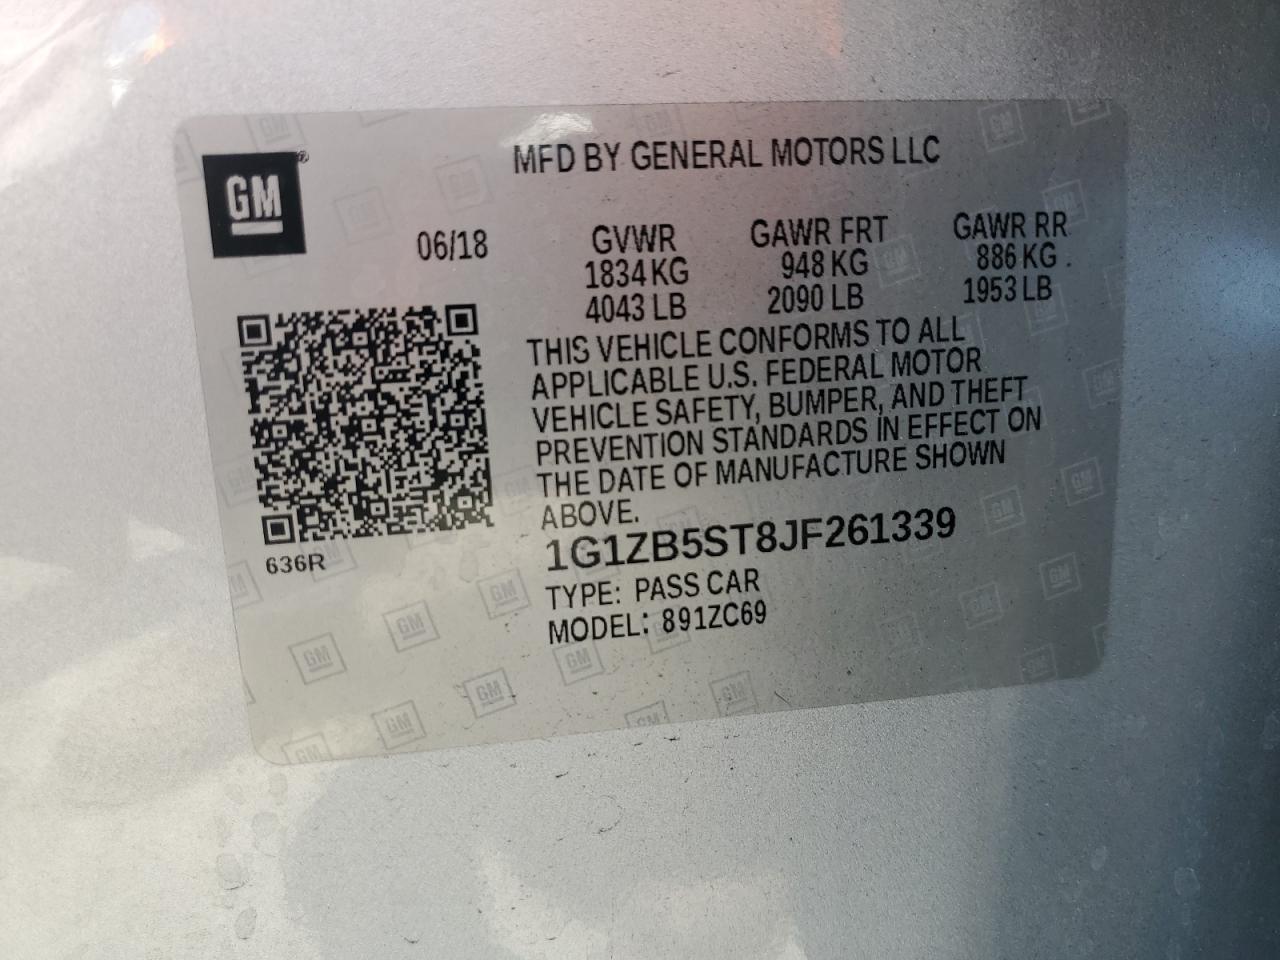 GM®
MFD BY GENERAL MOTORS LLC
06/18
GVWR GAWR FRT GAWR RR
1834 KG 948 KG 886 KG
4043 LB 2090 LB 1953 LB
THIS VEHICLE CONFORMS TO ALL
APPLICABLE U.S. FEDERAL MOTOR
VEHICLE SAFETY, BUMPER, AND THEFT
PREVENTION STANDARDS IN EFFECT ON
THE DATE OF MANUFACTURE SHOWN
ABOVE.
1G1ZB5ST8JF261339
636R
TYPE: PASS CAR
MODEL: 891ZC69